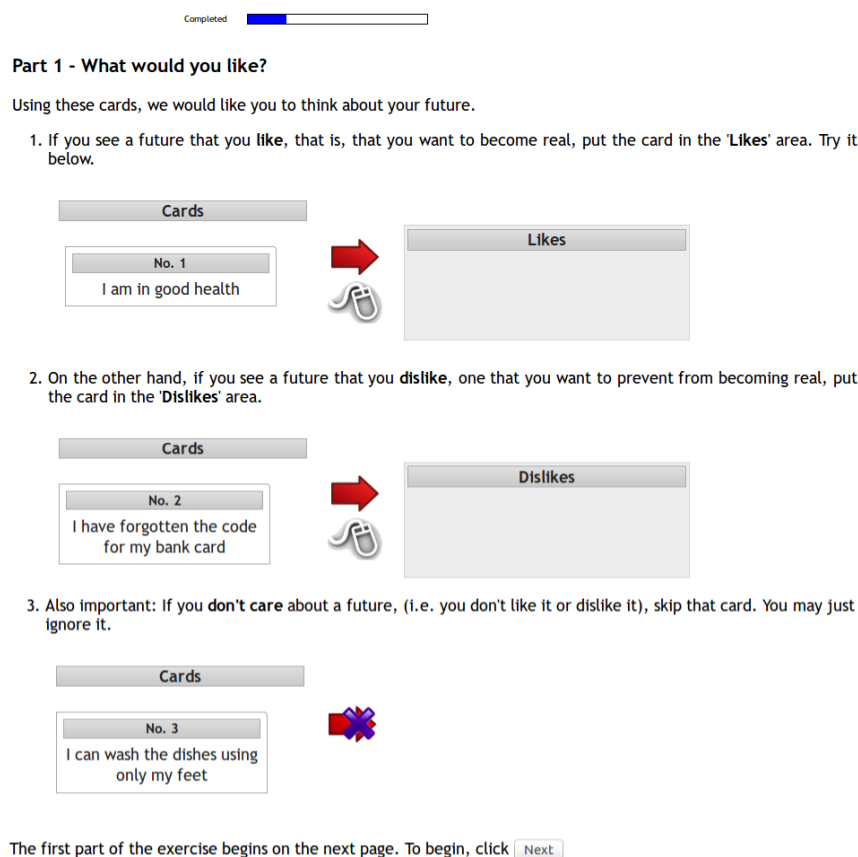 Completed
Part 1 - What would you like?
Using these cards, we would like you to think about your future.
1. If you see a future that you like, that is, that you want to become real, put the card in the 'Likes' area. Try it
below.
Cards
No. 1
I am in good health
Likes
2. On the other hand, if you see a future that you dislike, one that you want to prevent from becoming real, put
the card in the 'Dislikes' area.
Cards
No. 2
I have forgotten the code
for my bank card
Dislikes
3. Also important: If you don't care about a future, (i.e. you don't like it or dislike it), skip that card. You may just
ignore it.
Cards
No. 3
I can wash the dishes using
only my feet
The first part of the exercise begins on the next page. To begin, click Next